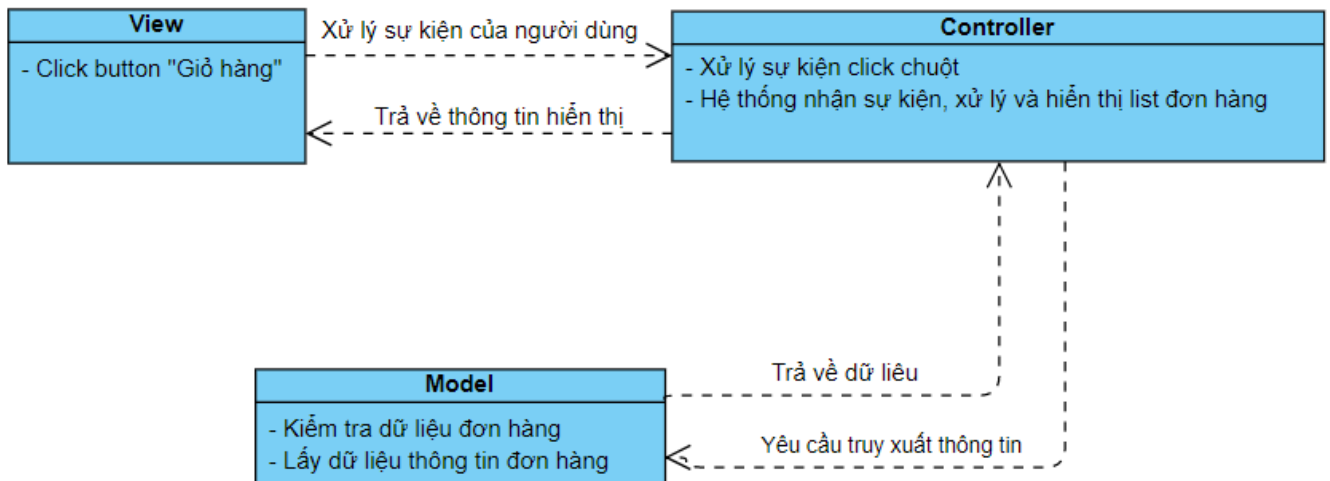 View
- Click button "Giỏ hàng"
Xử lý sự kiện của người dùng
Trả về thông tin hiển thị
Controller
- Xử lý sự kiện click chuột
- Hệ thống nhận sự kiện, xử lý và hiển thị list đơn hàng
Model
- Kiểm tra dữ liệu đơn hàng
- Lấy dữ liệu thông tin đơn hàng
Trả về dữ liêu
Yêu cầu truy xuất thông tin